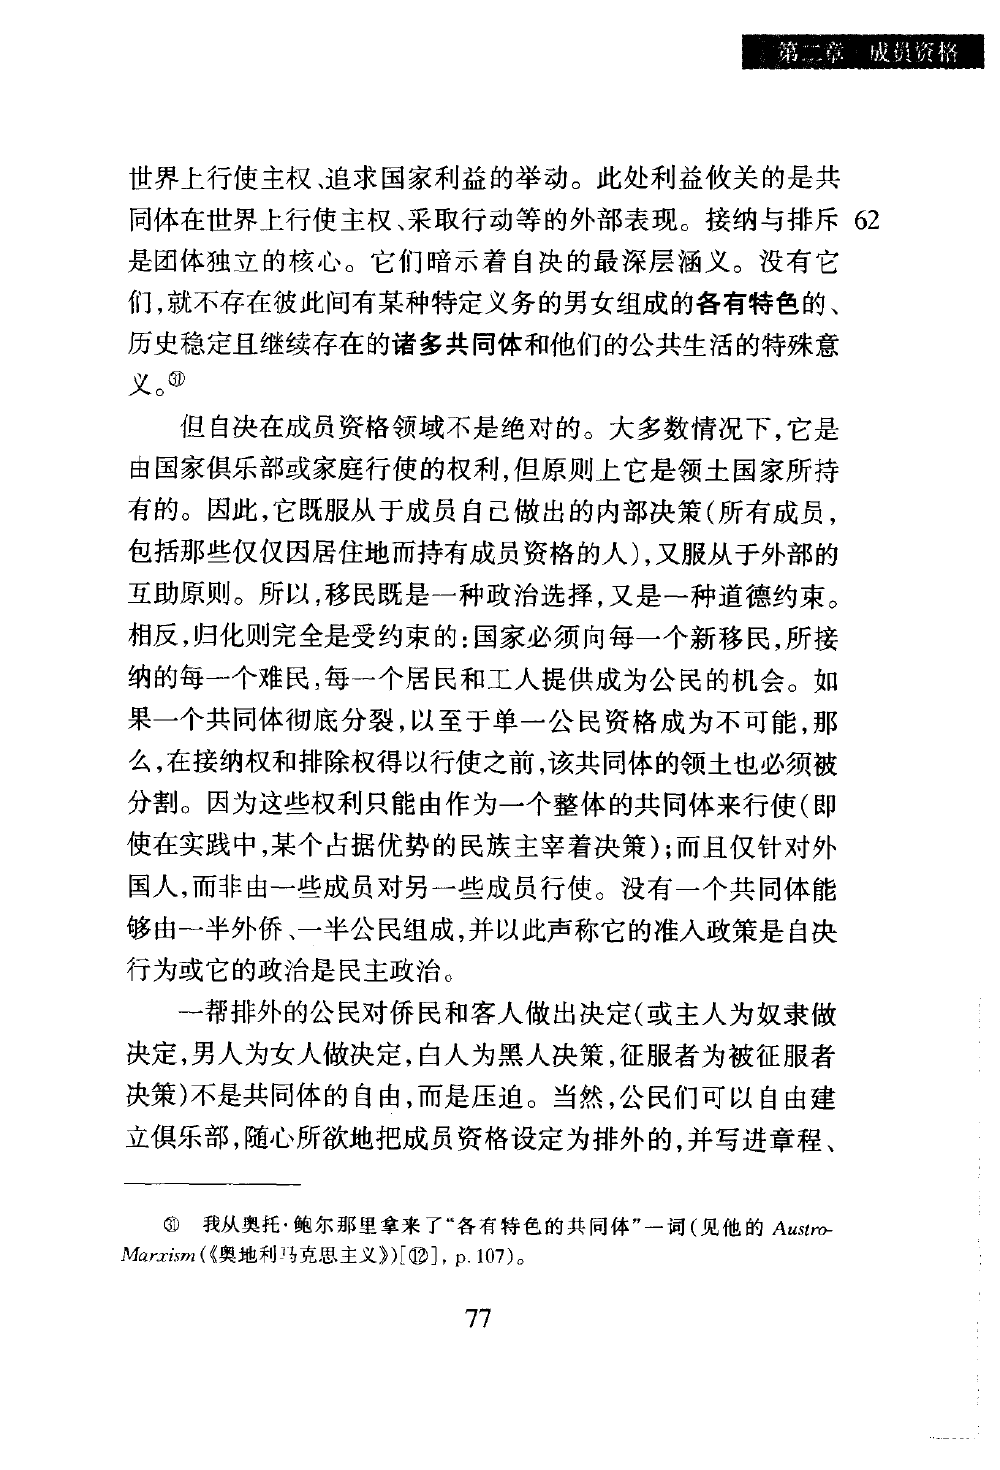 第二章 成员资格
世界上行使主权、追求国家利益的举动。此处利益攸关的是共
同体在世界上行使主权、采取行动等的外部表现。接纳与排斥 62
是团体独立的核心。它们暗示着自决的最深层涵义。没有它
们,就不存在彼此间有某种特定义务的男女组成的各有特色的、
历史稳定且继续存在的诸多共同体和他们的公共生活的特殊意
义。㉛
但自决在成员资格领域不是绝对的。大多数情况下,它是
由国家俱乐部或家庭行使的权利,但原则上它是领土国家所持
有的。因此,它既服从于成员自己做出的内部决策(所有成员,
包括那些仅仅因居住地而持有成员资格的人),又服从于外部的
互助原则。所以,移民既是一种政治选择,又是一种道德约束。
相反,归化则完全是受约束的:国家必须向每一个新移民,所接
纳的每一个难民,每一个居民和工人提供成为公民的机会。如
果一个共同体彻底分裂,以至于单一公民资格成为不可能,那
么,在接纳权和排除权得以行使之前,该共同体的领土也必须被
分割。因为这些权利只能由作为一个整体的共同体来行使(即
使在实践中,某个占据优势的民族主宰着决策);而且仅针对外
国人,而非由一些成员对另一些成员行使。没有一个共同体能
够由一半外侨、一半公民组成,并以此声称它的准入政策是自决
行为或它的政治是民主政治。
一帮排外的公民对侨民和客人做出决定(或主人为奴隶做
决定,男人为女人做决定,白人为黑人决策,征服者为被征服者
决策)不是共同体的自由,而是压迫。当然,公民们可以自由建
立俱乐部,随心所欲地把成员资格设定为排外的,并写进章程、
㉛ 我从奥托·鲍尔那里拿来了“各有特色的共同体”一词(见他的 Austro-
Marxism(《奥地利马克思主义》)[⑫], p. 107)。
77